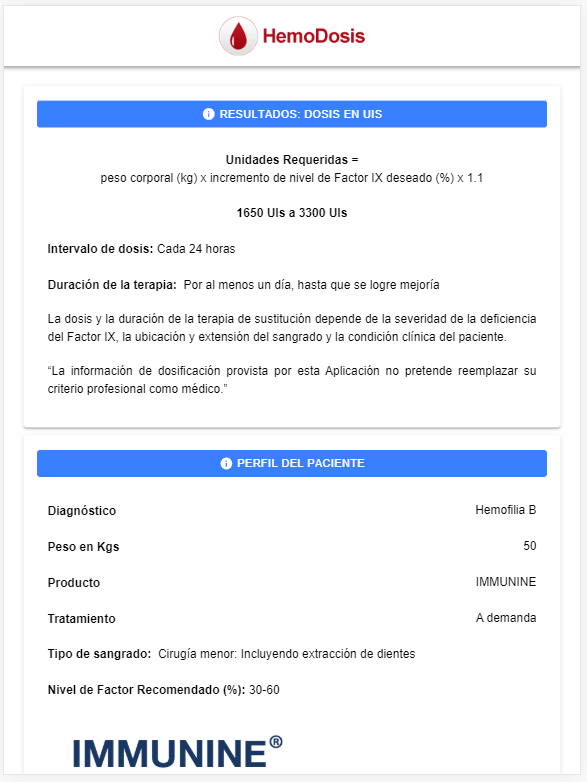 HemoDosis
RESULTADOS: DOSIS EN UIS
Unidades Requeridas =
peso corporal (kg) x incremento de nivel de Factor IX deseado (%) x 1.1
1650 UIs a 3300 UIs
Intervalo de dosis: Cada 24 horas
Duración de la terapia: Por al menos un día, hasta que se logre mejoría
La dosis y la duración de la terapia de sustitución depende de la severidad de la deficiencia
del Factor IX, la ubicación y extensión del sangrado y la condición clínica del paciente.
“La información de dosificación provista por esta Aplicación no pretende reemplazar su
criterio profesional como médico.”
PERFIL DEL PACIENTE
Diagnóstico Hemofilia B
Peso en Kgs 50
Producto IMMUNINE
Tratamiento A demanda
Tipo de sangrado: Cirugía menor: Incluyendo extracción de dientes
Nivel de Factor Recomendado (%): 30-60
IMMUNINE®